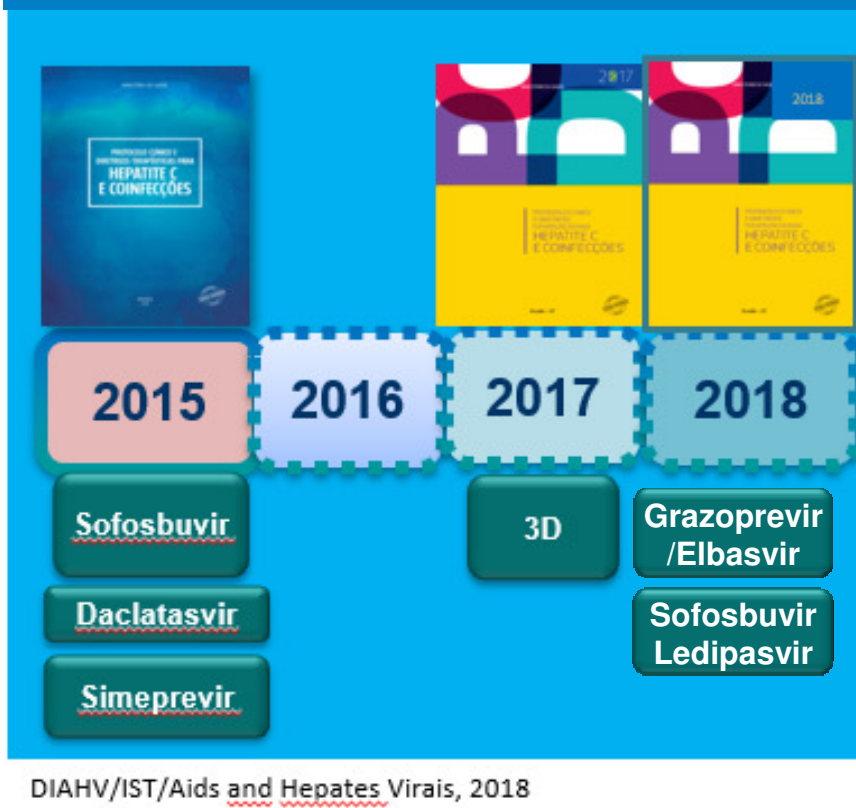 PROTOCOLO CLÍNICO E
DIRETRIZES TERAPÊUTICAS PARA
HEPATITE C
E COINFECÇÕES
2017
HEPATITE C
E COINFECÇÕES
2018
HEPATITE C
E COINFECÇÕES
2015
2016
2017
2018
Sofosbuvir
Daclatasvir
Simeprevir
3D
Grazoprevir
/Elbasvir
Sofosbuvir
Ledipasvir
DIAHV/IST/Aids and Hepates Virais, 2018